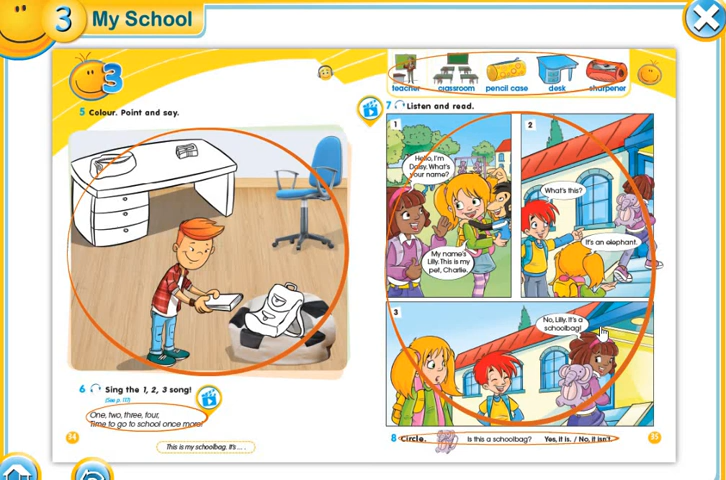 3 My School
3
5 Colour. Point and say.
6 Sing the 1, 2, 3 song!
(See p. 117)
One, two, three, four,
Time to go to school once more!
This is my schoolbag. It's ... .
teacher classroom pencil case desk sharpener
7 Listen and read.
1
Hello, I'm
Daisy. What's
your name?
My name's
Lilly. This is my
pet, Charlie.
2
What's this?
It's an elephant.
3
No, Lilly. It's a
schoolbag!
8 Circle. Is this a schoolbag? Yes, it is. / No, it isn't.
34
35